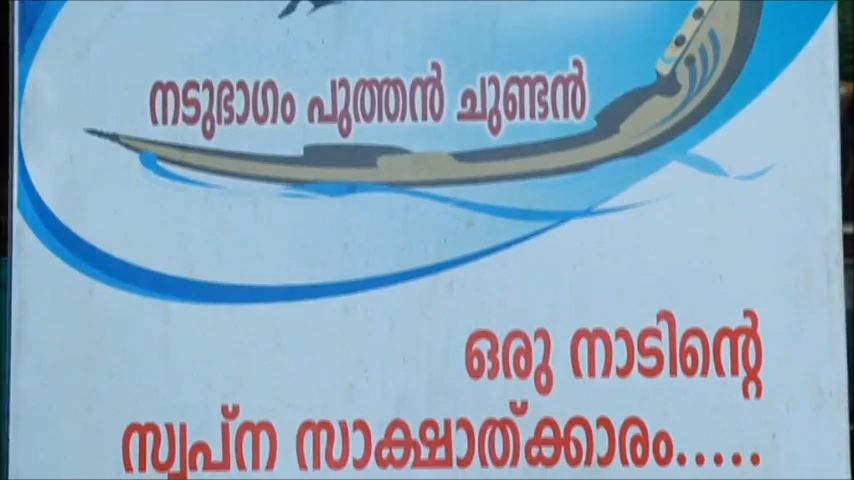 നടുഭാഗം പുത്തൻ ചുണ്ടൻ
ഒരു നാടിന്റെ
സ്വപ്ന സാക്ഷാത്ക്കാരം.....